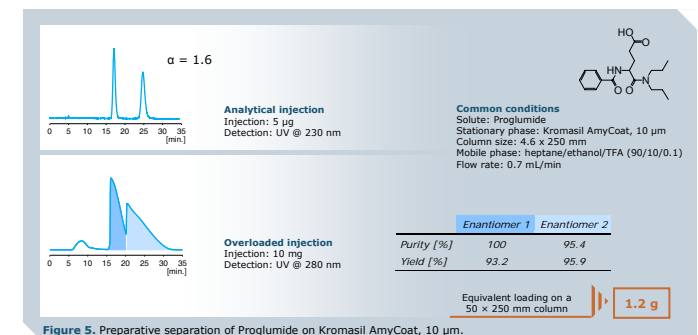 α = 1.6
0 5 10 15 20 25 30 35
[min.]
Analytical injection
Injection: 5 µg
Detection: UV @ 230 nm
HO
O
HN
N
O O
Common conditions
Solute: Proglumide
Stationary phase: Kromasil AmyCoat, 10 µm
Column size: 4.6 x 250 mm
Mobile phase: heptane/ethanol/TFA (90/10/0.1)
Flow rate: 0.7 mL/min
0 5 10 15 20 25 30 35
[min.]
Overloaded injection
Injection: 10 mg
Detection: UV @ 280 nm
Enantiomer 1 Enantiomer 2
Purity [%] 100 95.4
Yield [%] 93.2 95.9
Equivalent loading on a
50 × 250 mm column
1.2 g
Figure 5. Preparative separation of Proglumide on Kromasil AmyCoat, 10 µm.